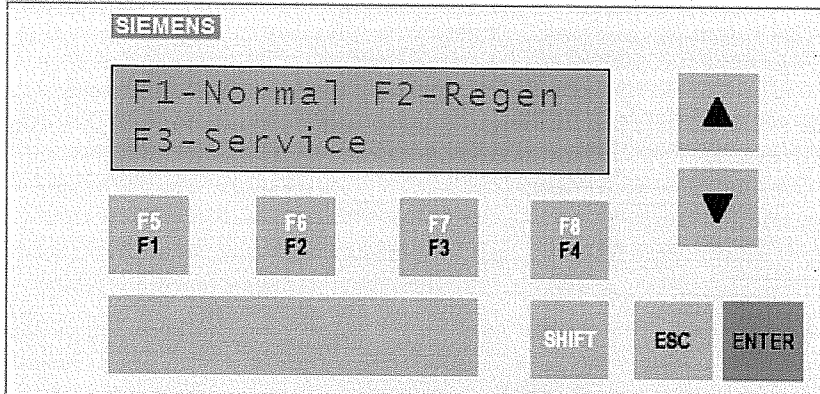 SIEMENS
F1-Normal F2-Regen
F3-Service
F5 F6 F7 F8
F1 F2 F3 F4
SHIFT ESC ENTER